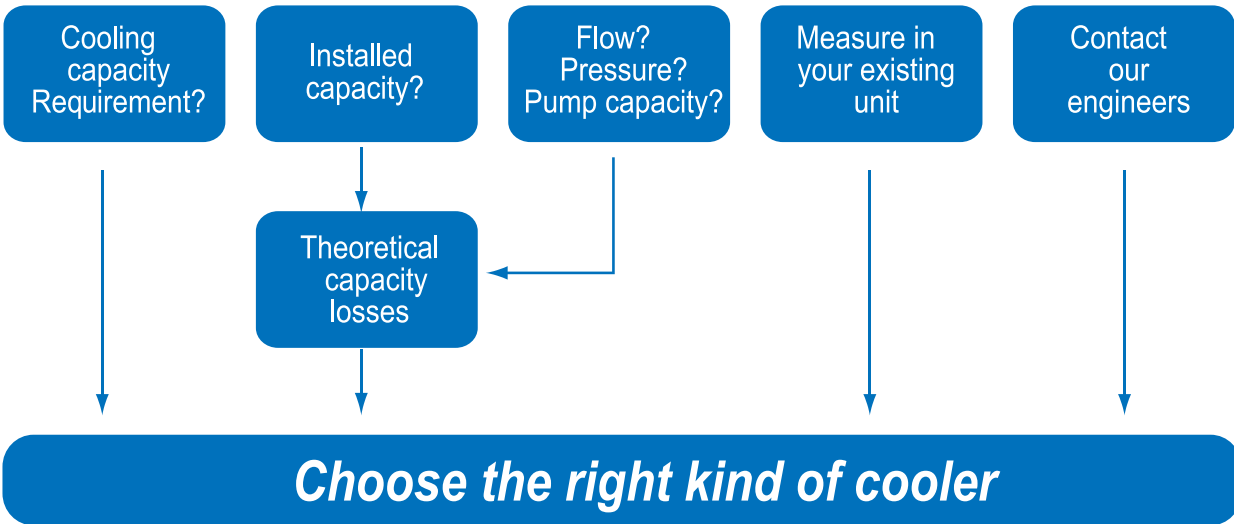 Cooling
capacity
Requirement?
Installed
capacity?
Flow?
Pressure?
Pump capacity?
Measure in
your existing
unit
Contact
our
engineers
Theoretical
capacity
losses
Choose the right kind of cooler